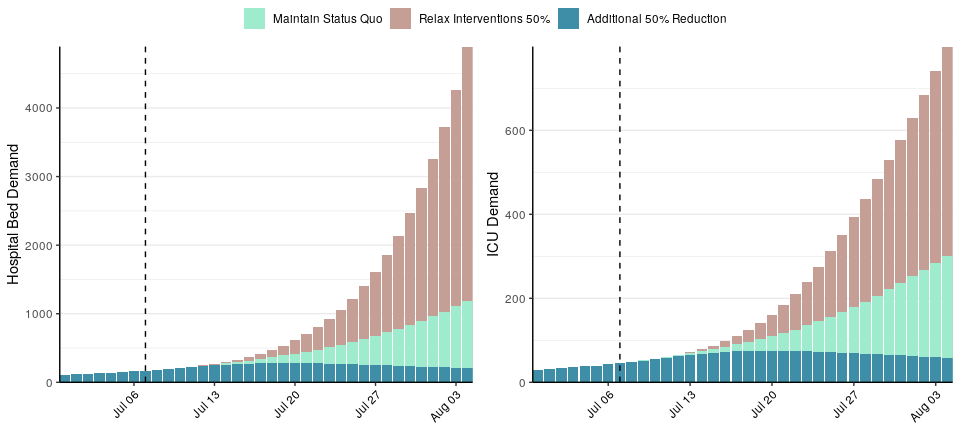 Maintain Status Quo Relax Interventions 50% Additional 50% Reduction
Hospital Bed Demand
4000
3000
2000
1000
0
Jul 06 Jul 13 Jul 20 Jul 27 Aug 03
ICU Demand
600
400
200
0
Jul 06 Jul 13 Jul 20 Jul 27 Aug 03